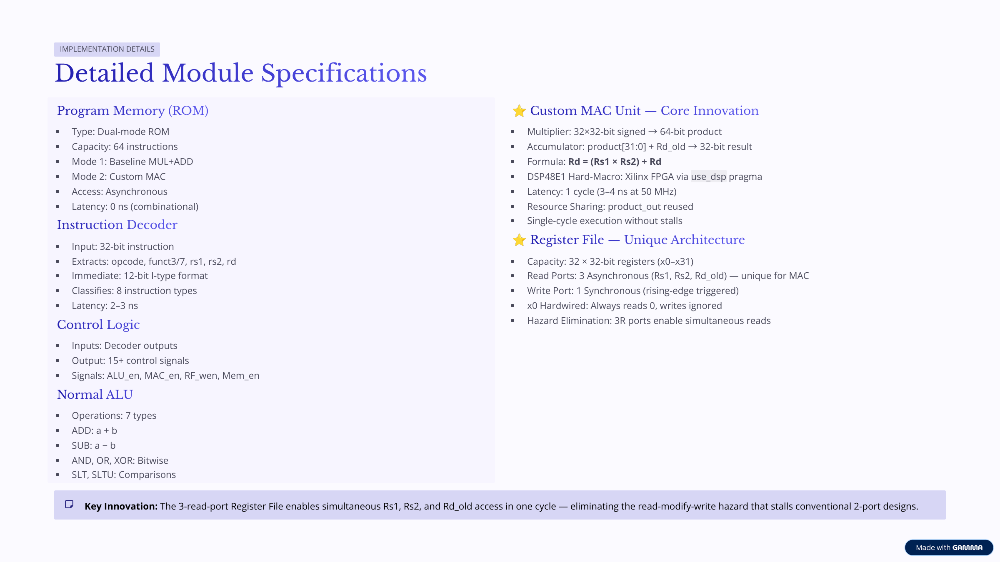 IMPLEMENTATION DETAILS
Detailed Module Specifications
Program Memory (ROM)
• Type: Dual-mode ROM
• Capacity: 64 instructions
• Mode 1: Baseline MUL+ADD
• Mode 2: Custom MAC
• Access: Asynchronous
• Latency: 0 ns (combinational)
Instruction Decoder
• Input: 32-bit instruction
• Extracts: opcode, funct3/7, rs1, rs2, rd
• Immediate: 12-bit I-type format
• Classifies: 8 instruction types
• Latency: 2–3 ns
Control Logic
• Inputs: Decoder outputs
• Output: 15+ control signals
• Signals: ALU_en, MAC_en, RF_wen, Mem_en
Normal ALU
• Operations: 7 types
• ADD: a + b
• SUB: a − b
• AND, OR, XOR: Bitwise
• SLT, SLTU: Comparisons
⭐ Custom MAC Unit — Core Innovation
• Multiplier: 32×32-bit signed → 64-bit product
• Accumulator: product[31:0] + Rd_old → 32-bit result
• Formula: Rd = (Rs1 × Rs2) + Rd
• DSP48E1 Hard-Macro: Xilinx FPGA via use_dsp pragma
• Latency: 1 cycle (3–4 ns at 50 MHz)
• Resource Sharing: product_out reused
• Single-cycle execution without stalls
⭐ Register File — Unique Architecture
• Capacity: 32 × 32-bit registers (x0–x31)
• Read Ports: 3 Asynchronous (Rs1, Rs2, Rd_old) — unique for MAC
• Write Port: 1 Synchronous (rising-edge triggered)
• x0 Hardwired: Always reads 0, writes ignored
• Hazard Elimination: 3R ports enable simultaneous reads
Key Innovation: The 3-read-port Register File enables simultaneous Rs1, Rs2, and Rd_old access in one cycle — eliminating the read-modify-write hazard that stalls conventional 2-port designs.
Made with GAMMA